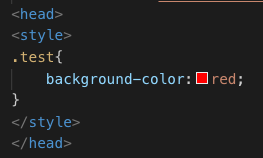 <head>
<style>
.test{
    background-color: red;
}
</style>
</head>